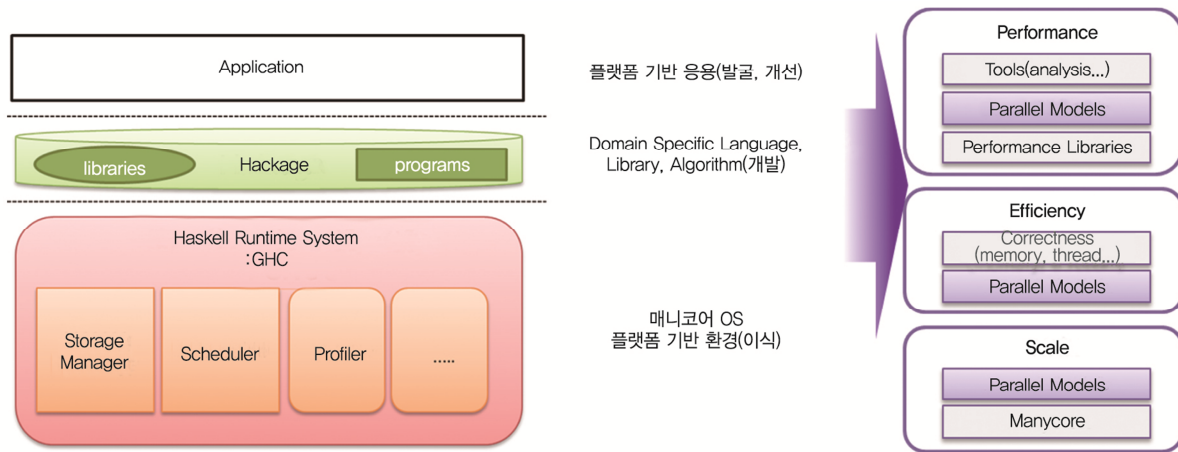 Application
플랫폼 기반 응용(발굴, 개선)
libraries
Hackage
programs
Domain Specific Language,
Library, Algorithm(개발)
Haskell Runtime System
:GHC
Storage
Manager
Scheduler
Profiler
.....
매니코어 OS
플랫폼 기반 환경(이식)
Performance
Tools(analysis...)
Parallel Models
Performance Libraries
Efficiency
Correctness
(memory, thread...)
Parallel Models
Scale
Parallel Models
Manycore